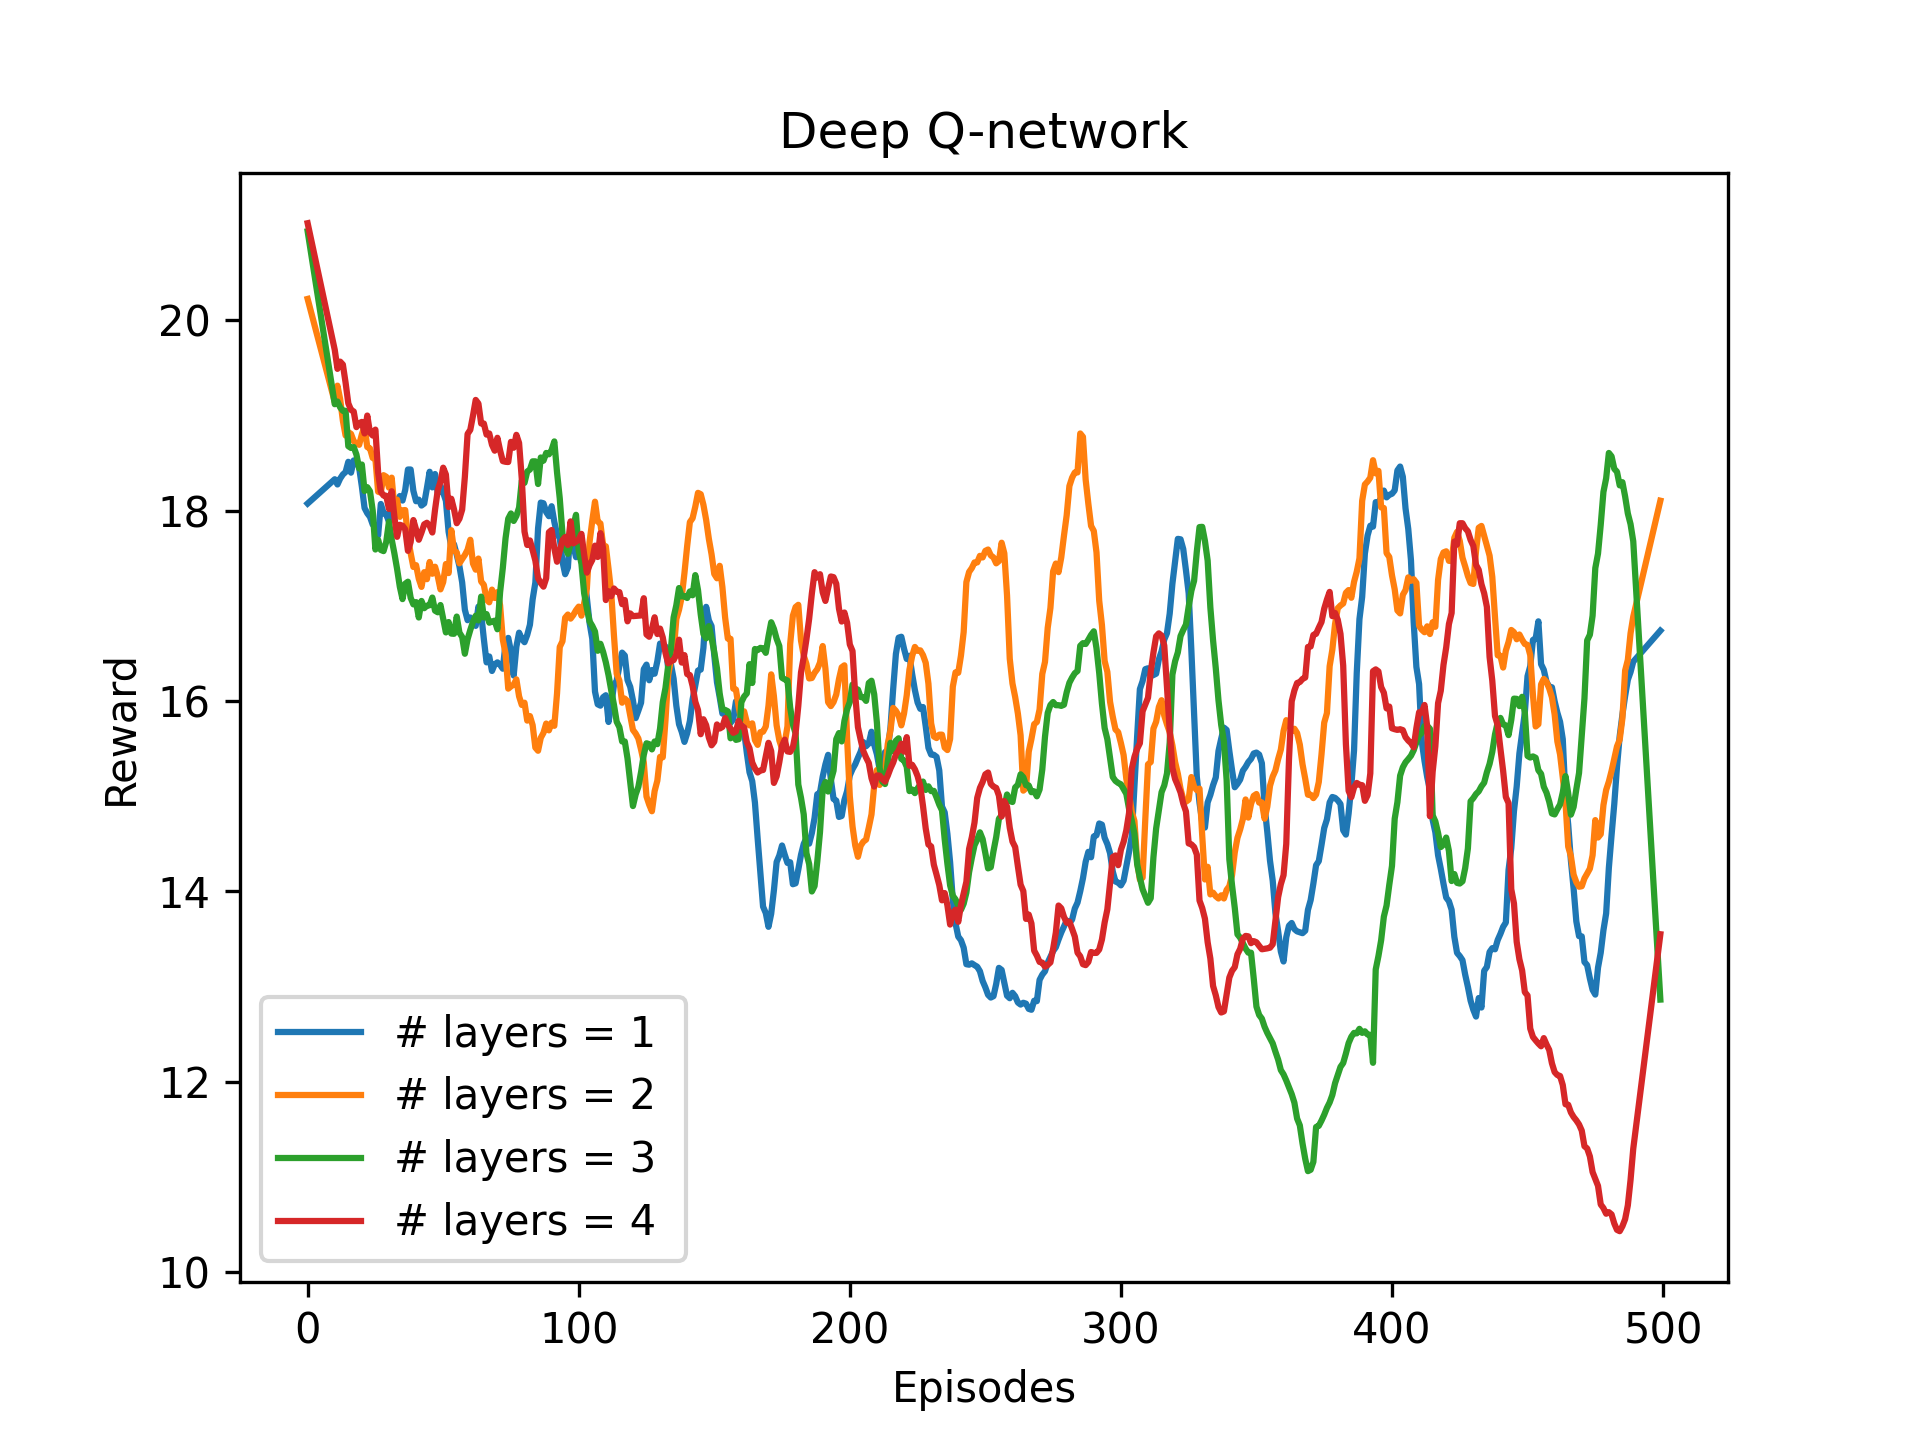 Deep Q-network
Reward
20
18
16
14
12
10
# layers = 1
# layers = 2
# layers = 3
# layers = 4
0 100 200 300 400 500
Episodes